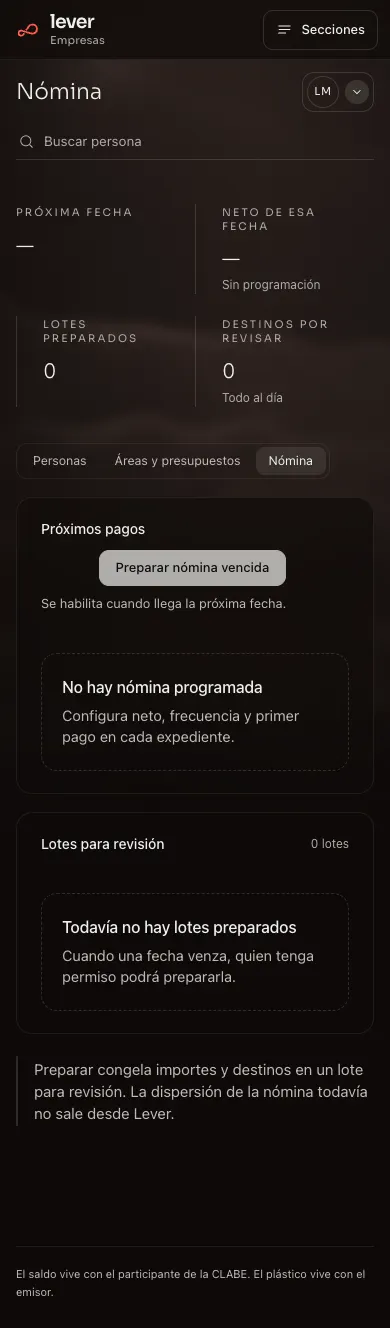 lever
Empresas
Secciones
Nómina
LM
Buscar persona
PRÓXIMA FECHA
—
NETO DE ESA
FECHA
—
Sin programación
LOTES
PREPARADOS
0
DESTINOS POR
REVISAR
0
Todo al día
Personas
Áreas y presupuestos
Nómina
Próximos pagos
Preparar nómina vencida
Se habilita cuando llega la próxima fecha.
No hay nómina programada
Configura neto, frecuencia y primer
pago en cada expediente.
Lotes para revisión
0 lotes
Todavía no hay lotes preparados
Cuando una fecha venza, quien tenga
permiso podrá prepararla.
Preparar congela importes y destinos en un lote
para revisión. La dispersión de la nómina todavía
no sale desde Lever.
El saldo vive con el participante de la CLABE. El plástico vive con el
emisor.